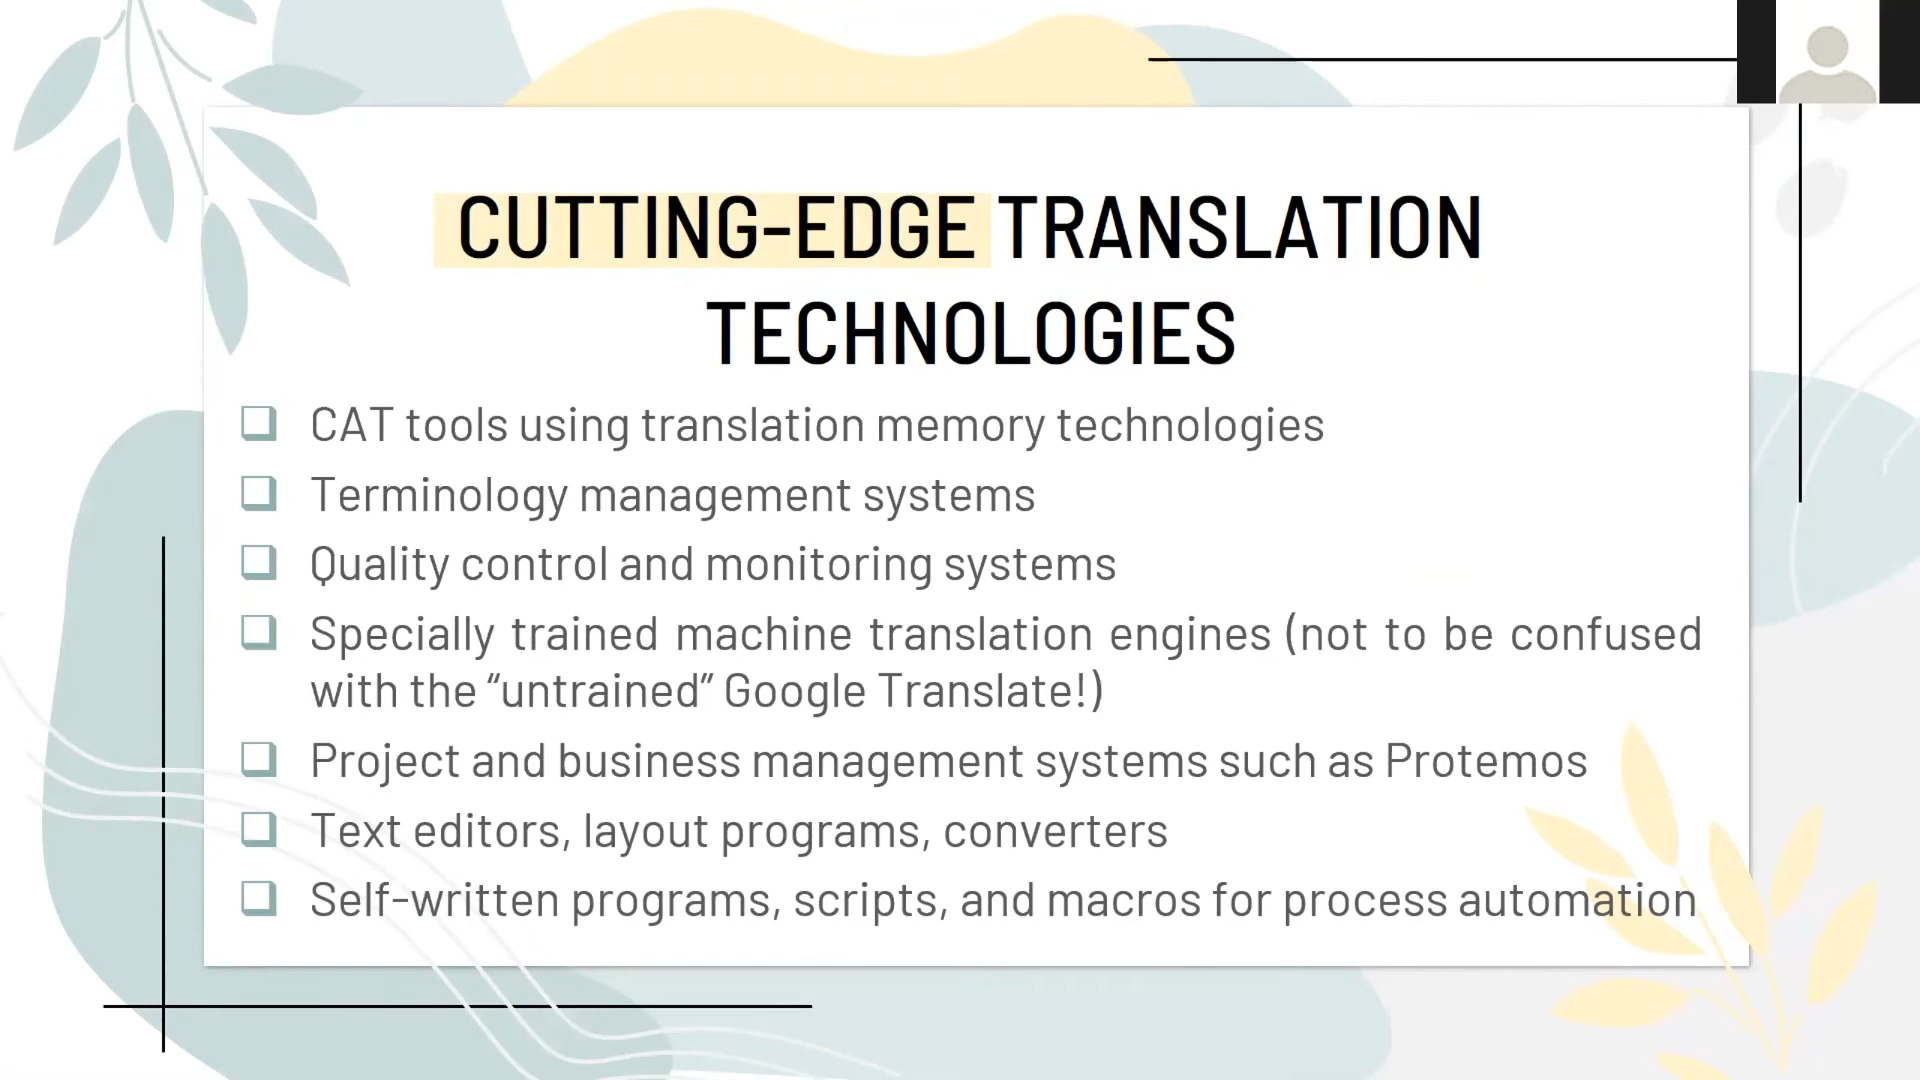 CUTTING-EDGE TRANSLATION
TECHNOLOGIES
CAT tools using translation memory technologies
Terminology management systems
Quality control and monitoring systems
Specially trained machine translation engines (not to be confused
with the “untrained” Google Translate!)
Project and business management systems such as Protemos
Text editors, layout programs, converters
Self-written programs, scripts, and macros for process automation